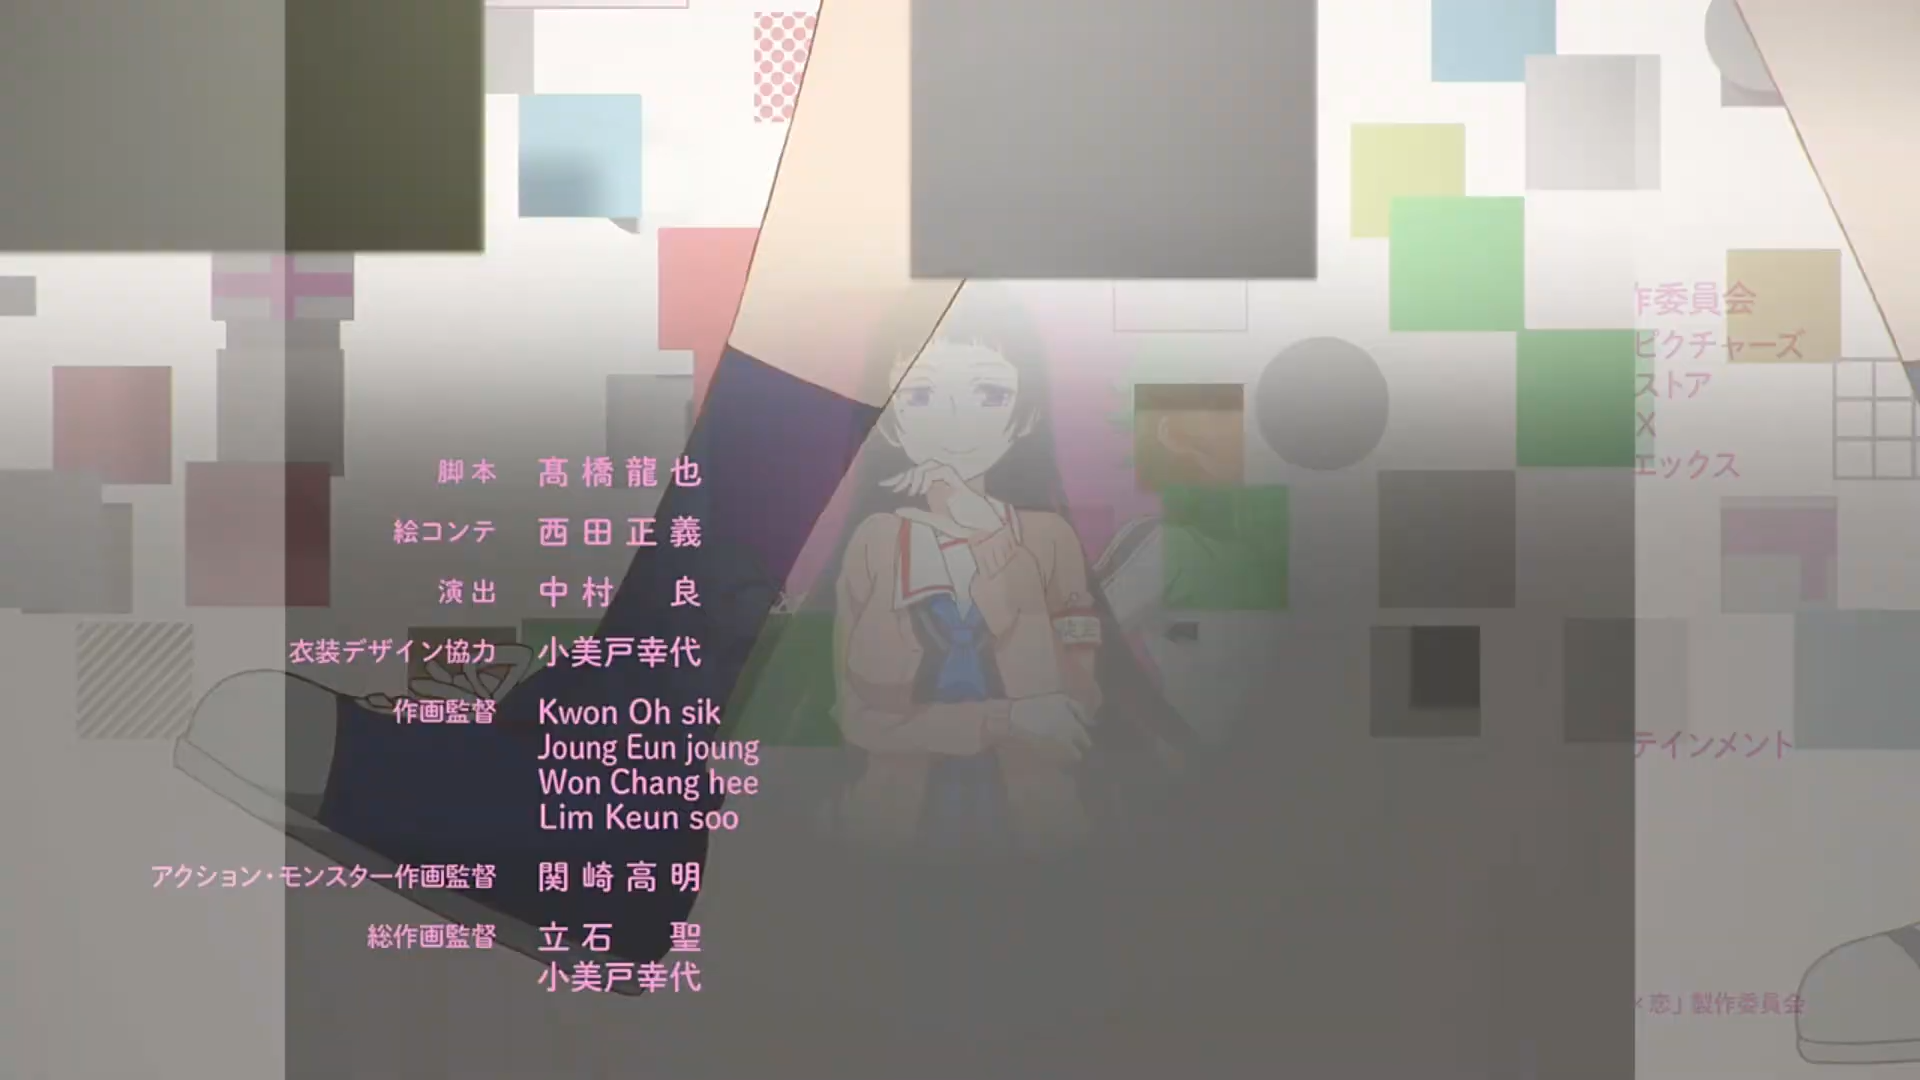 脚本 髙橋龍也
絵コンテ 西田正義
演出 中村 良
衣装デザイン協力 小美戸幸代
作画監督 Kwon Oh sik
Joung Eun joung
Won Chang hee
Lim Keun soo
アクション・モンスター作画監督 関崎高明
総作画監督 立石 聖
小美戸幸代
作委員会
ピクチャーズ
ストア
X
エックス
テインメント
×恋」製作委員会